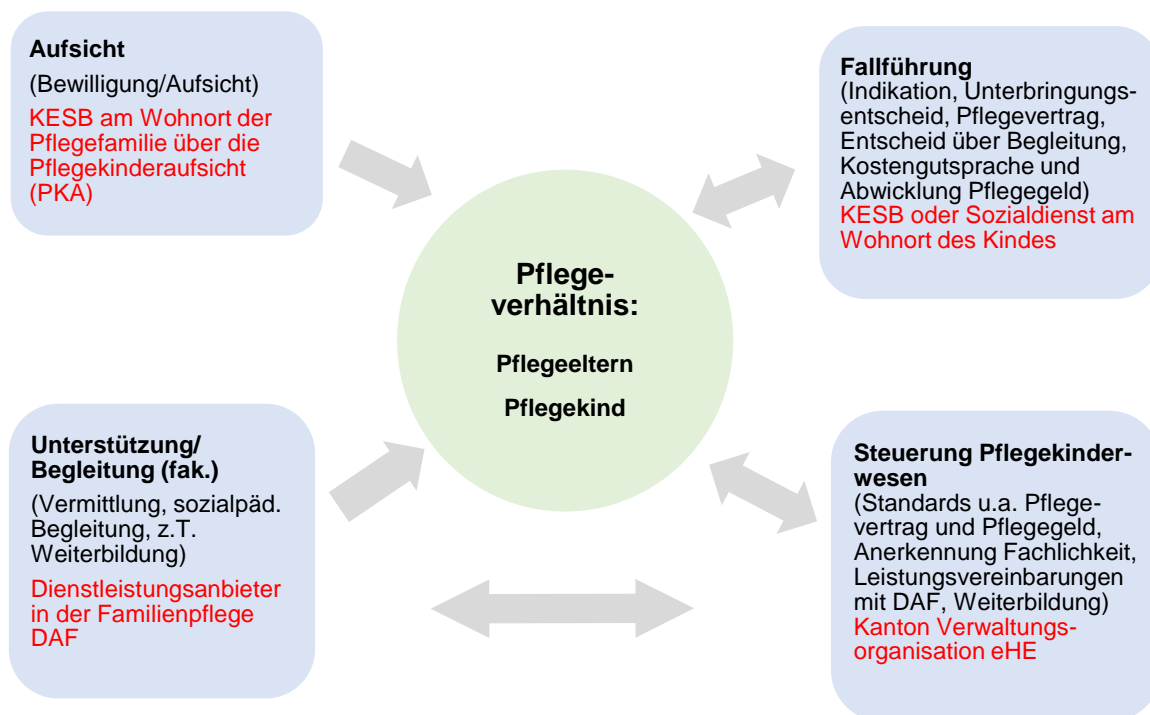 Aufsicht
(Bewilligung/Aufsicht)
KESB am Wohnort der
Pflegefamilie über die
Pflegekinderaufsicht
(PKA)
Fallführung
(Indikation, Unterbringungs-
entscheid, Pflegevertrag,
Entscheid über Begleitung,
Kostengutsprache und
Abwicklung Pflegegeld)
KESB oder Sozialdienst am
Wohnort des Kindes
Pflege-
verhältnis:
Pflegeeltern
Pflegekind
Unterstützung/
Begleitung (fak.)
(Vermittlung, sozialpäd.
Begleitung, z.T.
Weiterbildung)
Dienstleistungsanbieter
in der Familienpflege
DAF
Steuerung Pflegekinder-
wesen
(Standards u.a. Pflege-
vertrag und Pflegegeld,
Anerkennung Fachlichkeit,
Leistungsvereinbarungen
mit DAF, Weiterbildung)
Kanton Verwaltungs-
organisation eHE